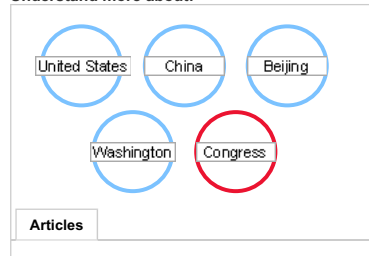 Understand more about:
United States China Beijing
Washington Congress
Articles